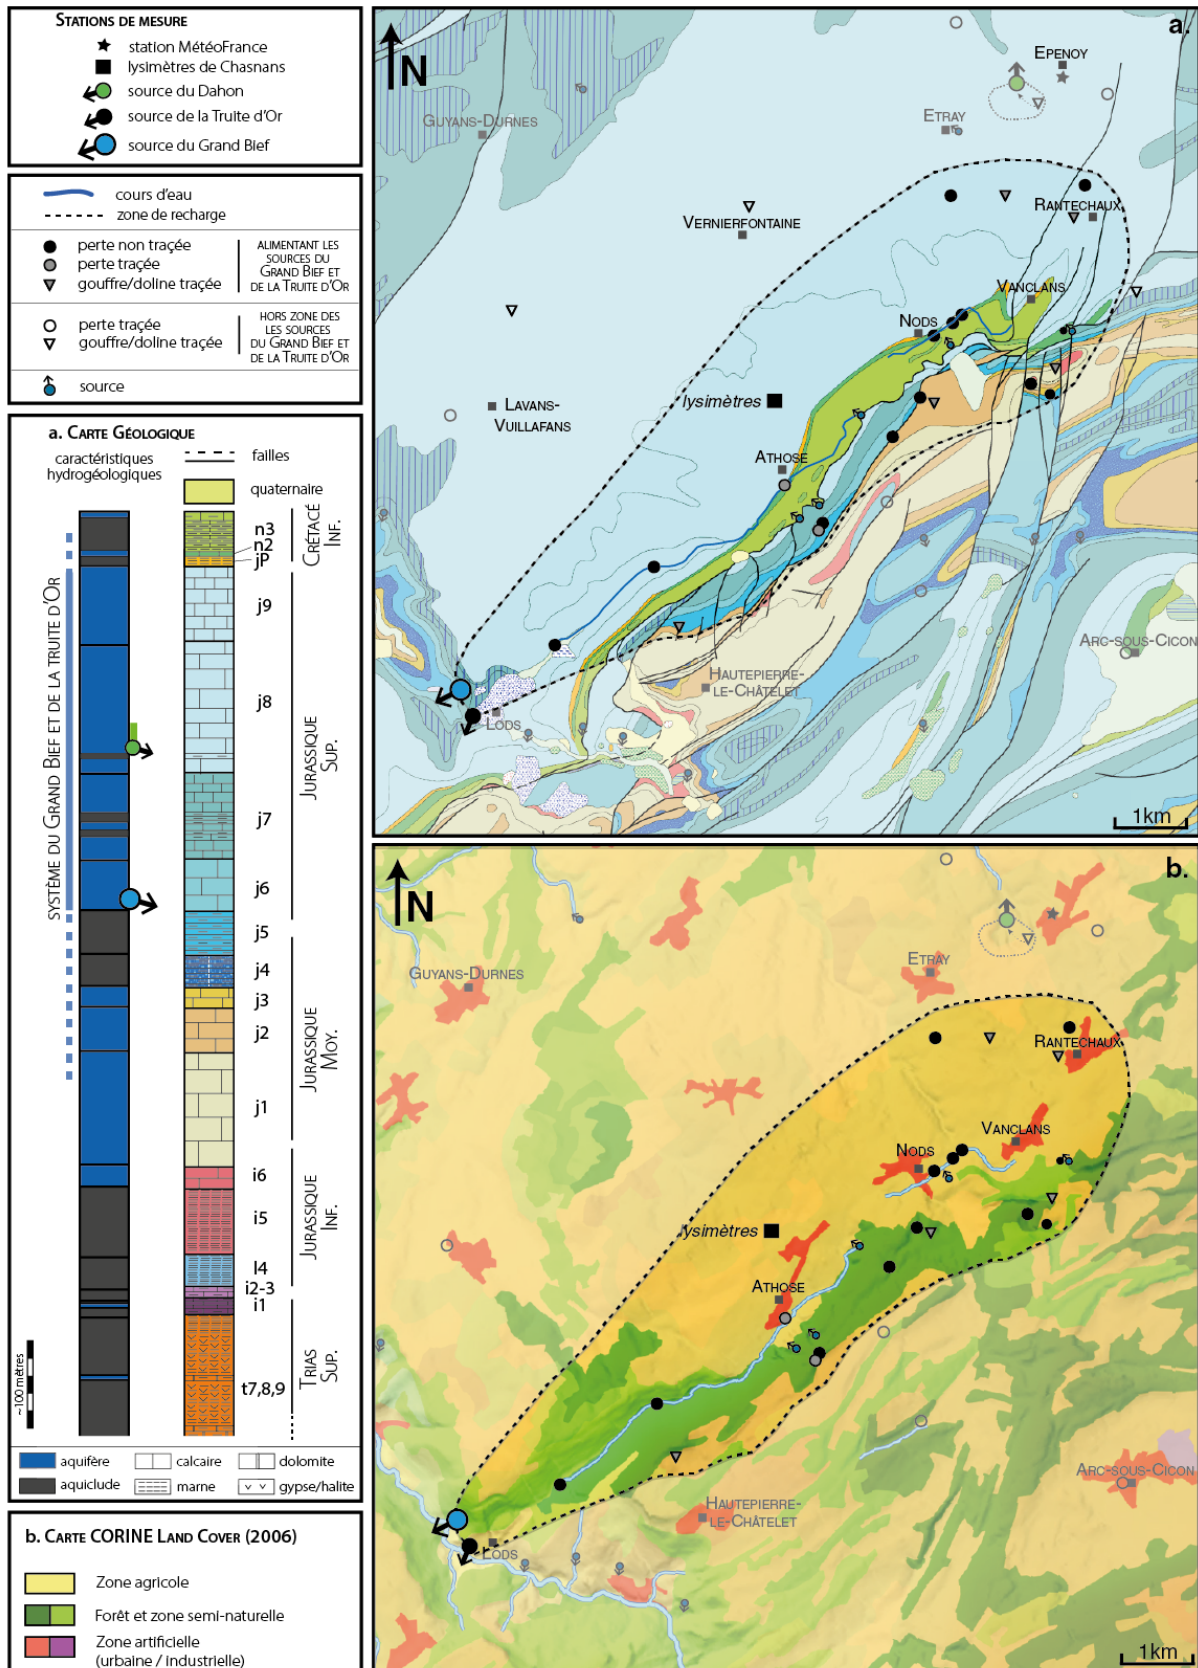 STATIONS DE MESURE
station MétéoFrance
lysimètres de Chasnans
source du Dahon
source de la Truite d'Or
source du Grand Bief
cours d'eau
zone de recharge
perte non traçée
perte traçée
gouffre/doline traçée
ALIMENTANT LES
SOURCES DU
GRAND BIEF ET
DE LA TRUITE D'OR
perte traçée
gouffre/doline traçée
HORS ZONE DES
LES SOURCES
DU GRAND BIEF ET
DE LA TRUITE D'OR
source
a. CARTE GÉOLOGIQUE
caractéristiques
hydrogéologiques
failles
quaternaire
n3
n2
jP
j9
j8
j7
j6
j5
j4
j3
j2
j1
i6
i5
l4
i2-3
i1
t7,8,9
CRÉTACÉ
INF.
JURASSIQUE
SUP.
JURASSIQUE
MOY.
JURASSIQUE
INF.
TRIAS
SUP.
SYSTÈME DU GRAND BIEF ET DE LA TRUITE D'OR
~100 mètres
aquifère
calcaire
dolomite
aquiclude
marne
gypse/halite
b. CARTE CORINE LAND COVER (2006)
Zone agricole
Forêt et zone semi-naturelle
Zone artificielle
(urbaine / industrielle)
a.
N
EPENOY
GUYANS-DURNES
ETRAY
RANTECHAUX
VERNIERFONTAINE
VANCLANS
NODS
lysimètres
LAVANS-
VUILLAFANS
ATHOSE
ARC-SOUS-CICON
HAUTEPIERRE-
LE-CHÂTELET
LODS
1km
b.
N
ETRAY
GUYANS-DURNES
RANTECHAUX
VANCLANS
NODS
lysimètres
ATHOSE
ARC-SOUS-CICON
HAUTEPIERRE-
LE-CHÂTELET
LODS
1km